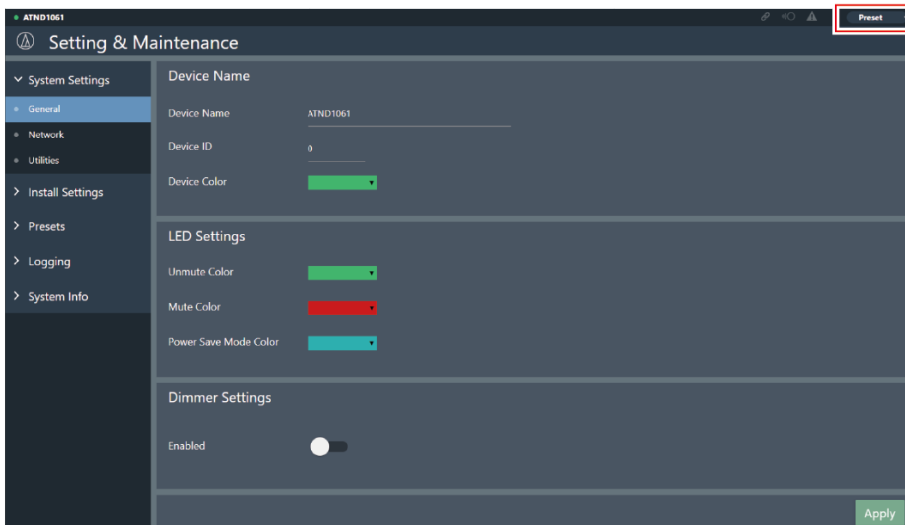 ATND1061
Preset
Setting & Maintenance
System Settings
General
Network
Utilities
Install Settings
Presets
Logging
System Info
Device Name
Device Name ATND1061
Device ID 0
Device Color
LED Settings
Unmute Color
Mute Color
Power Save Mode Color
Dimmer Settings
Enabled
Apply